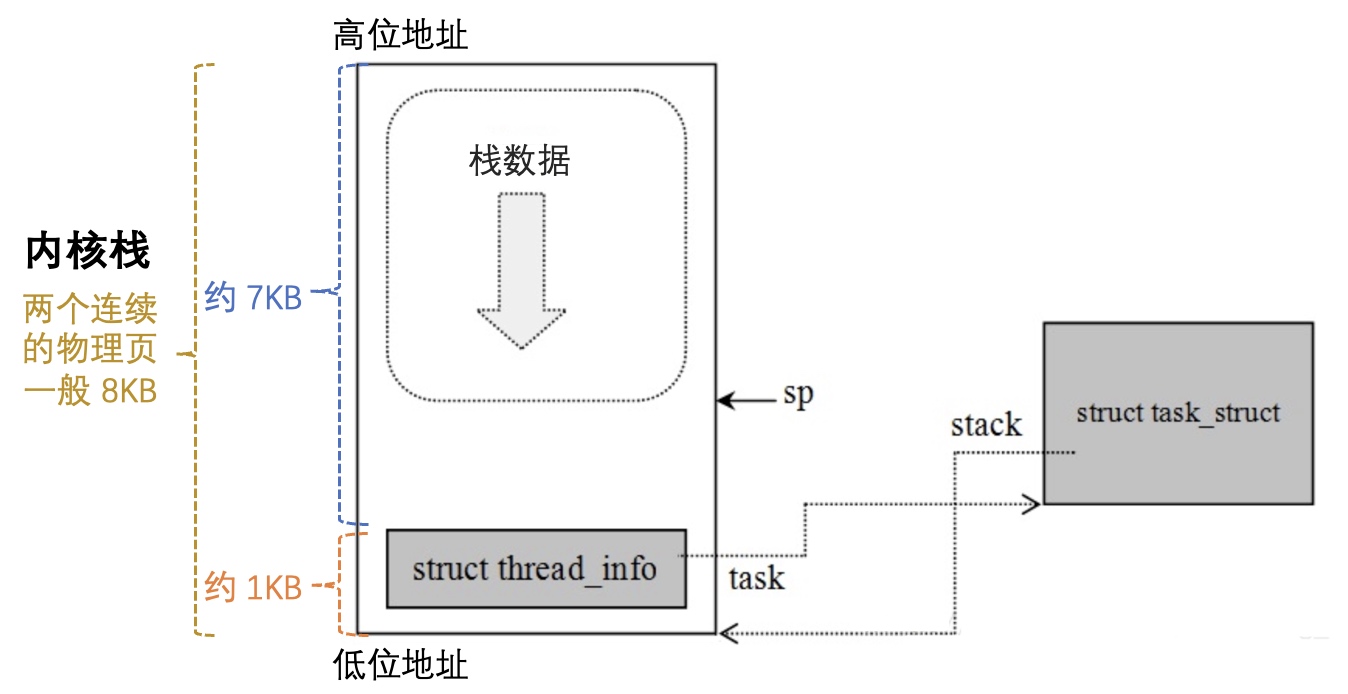 高位地址
栈数据
内核栈
两个连续
的物理页
一般 8KB
约 7KB
sp
stack
struct task_struct
struct thread_info
task
约 1KB
低位地址